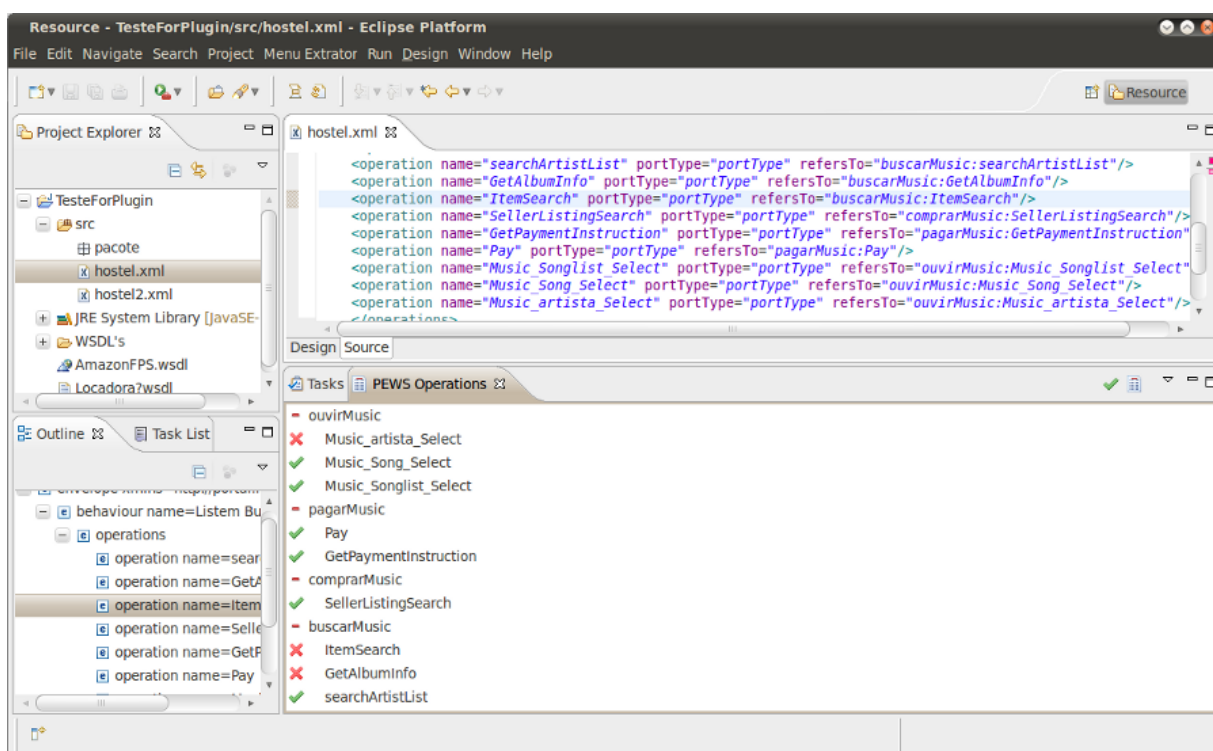 Resource - TesteForPlugin/src/hostel.xml - Eclipse Platform
File Edit Navigate Search Project Menu Extrator Run Design Window Help
Resource
Project Explorer
TesteForPlugin
src
pacote
hostel.xml
hostel2.xml
JRE System Library [JavaSE-
WSDL's
AmazonFPS.wsdl
Locadora?wsdl
hostel.xml
<operation name="searchArtistList" portType="portType" refersTo="buscarMusic:searchArtistList"/>
<operation name="GetAlbumInfo" portType="portType" refersTo="buscarMusic:GetAlbumInfo"/>
<operation name="ItemSearch" portType="portType" refersTo="buscarMusic:ItemSearch"/>
<operation name="SellerListingSearch" portType="portType" refersTo="comprarMusic:SellerListingSearch"/>
<operation name="GetPaymentInstruction" portType="portType" refersTo="pagarMusic:GetPaymentInstruction"
<operation name="Pay" portType="portType" refersTo="pagarMusic:Pay"/>
<operation name="Music_Songlist_Select" portType="portType" refersTo="ouvirMusic:Music_Songlist_Select"
<operation name="Music_Song_Select" portType="portType" refersTo="ouvirMusic:Music_Song_Select"/>
<operation name="Music_artista_Select" portType="portType" refersTo="ouvirMusic:Music_artista_Select"/>
</operations>
Design Source
Outline Task List
behaviour name=Listem Bu
operations
operation name=sear
operation name=GetA
operation name=Item
operation name=Selle
operation name=GetP
operation name=Pay
Tasks PEWS Operations
ouvirMusic
Music_artista_Select
Music_Song_Select
Music_Songlist_Select
pagarMusic
Pay
GetPaymentInstruction
comprarMusic
SellerListingSearch
buscarMusic
ItemSearch
GetAlbumInfo
searchArtistList